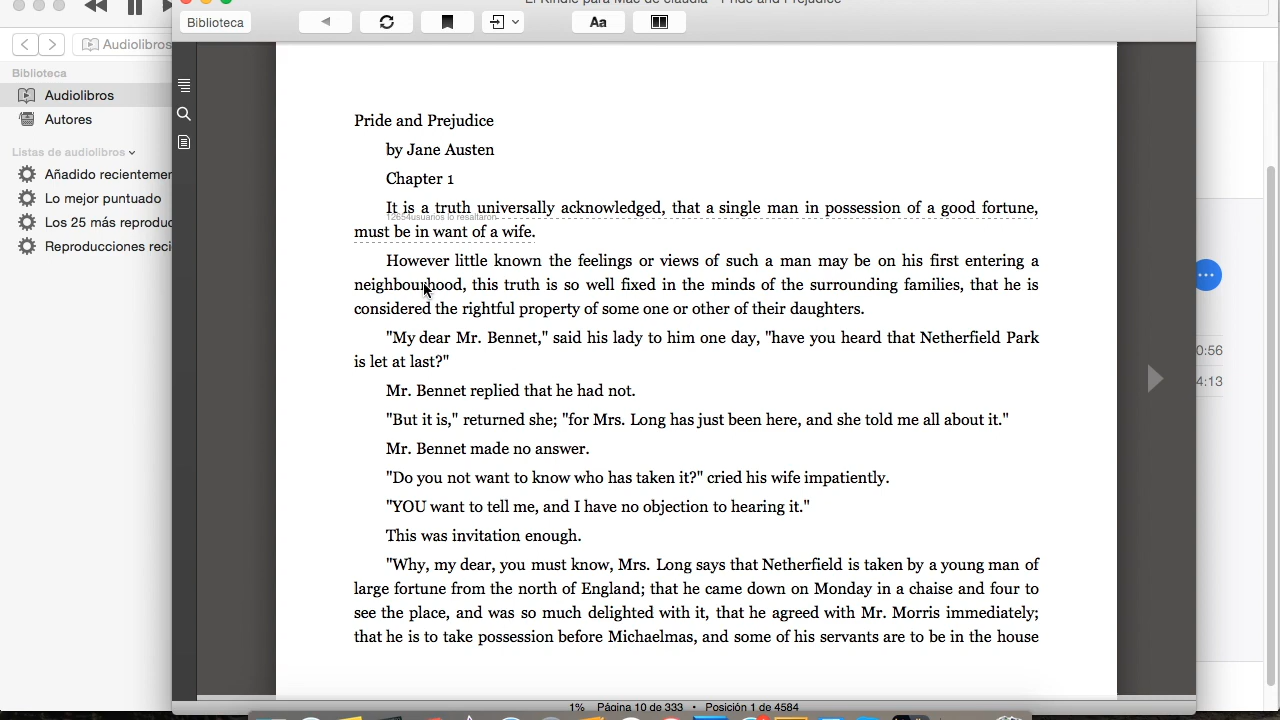 El Kindle para Mac de claudia - Pride and Prejudice
Biblioteca
Aa
Audiolibros
Biblioteca
Audiolibros
Autores
Listas de audiolibros
Añadido recientemen
Lo mejor puntuado
Los 25 más reproduc
Reproducciones reci
Pride and Prejudice
by Jane Austen
Chapter 1
It is a truth universally acknowledged, that a single man in possession of a good fortune,
12654usuarios lo resaltaron
must be in want of a wife.
However little known the feelings or views of such a man may be on his first entering a
neighbourhood, this truth is so well fixed in the minds of the surrounding families, that he is
considered the rightful property of some one or other of their daughters.
"My dear Mr. Bennet," said his lady to him one day, "have you heard that Netherfield Park
is let at last?"
Mr. Bennet replied that he had not.
"But it is," returned she; "for Mrs. Long has just been here, and she told me all about it."
Mr. Bennet made no answer.
"Do you not want to know who has taken it?" cried his wife impatiently.
"YOU want to tell me, and I have no objection to hearing it."
This was invitation enough.
"Why, my dear, you must know, Mrs. Long says that Netherfield is taken by a young man of
large fortune from the north of England; that he came down on Monday in a chaise and four to
see the place, and was so much delighted with it, that he agreed with Mr. Morris immediately;
that he is to take possession before Michaelmas, and some of his servants are to be in the house
0:56
4:13
1% Página 10 de 333 • Posición 1 de 4584